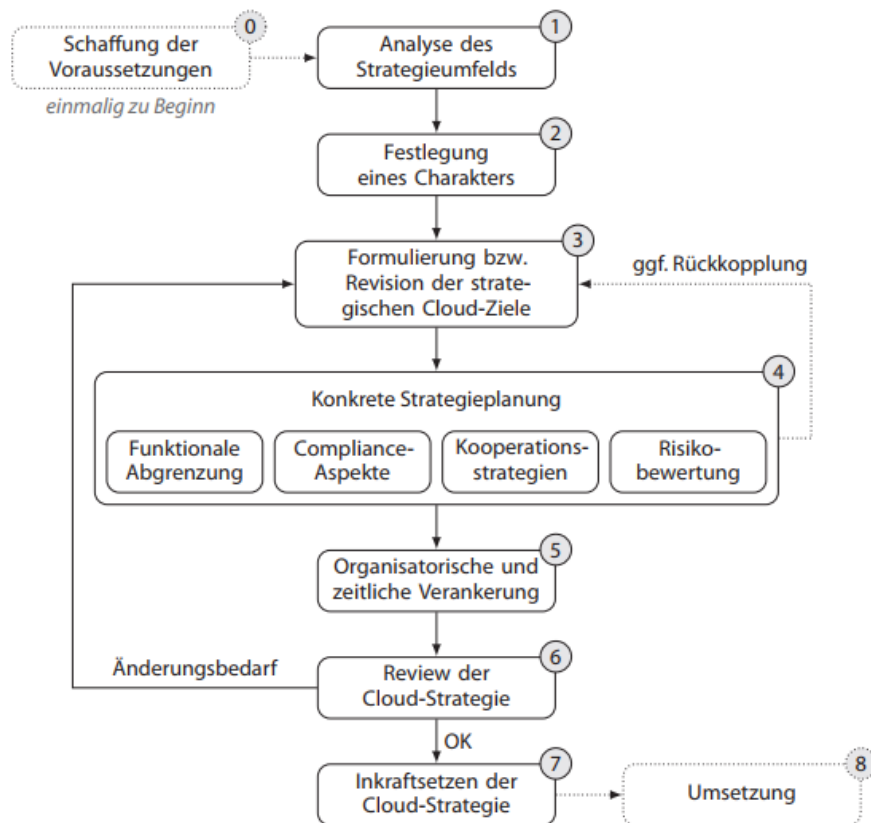 0
Schaffung der
Voraussetzungen
einmalig zu Beginn
1
Analyse des
Strategieumfelds
2
Festlegung
eines Charakters
3
Formulierung bzw.
Revision der strate-
gischen Cloud-Ziele
ggf. Rückkopplung
4
Konkrete Strategieplanung
Funktionale
Abgrenzung
Compliance-
Aspekte
Kooperations-
strategien
Risiko-
bewertung
5
Organisatorische und
zeitliche Verankerung
6
Änderungsbedarf
Review der
Cloud-Strategie
OK
7
Inkraftsetzen der
Cloud-Strategie
8
Umsetzung